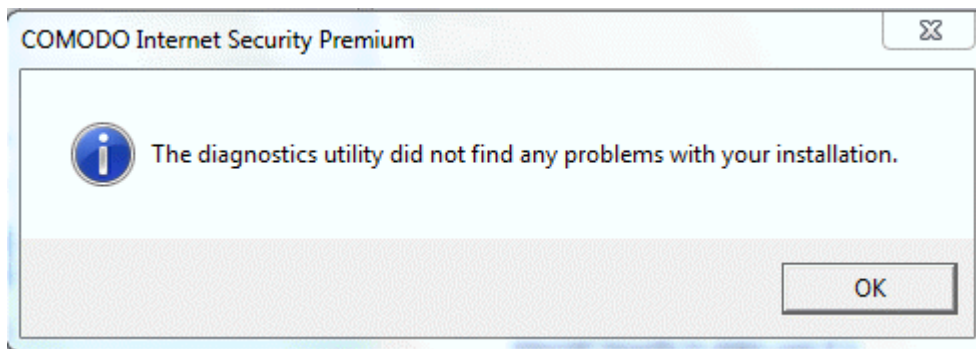 COMODO Internet Security Premium
The diagnostics utility did not find any problems with your installation.
OK